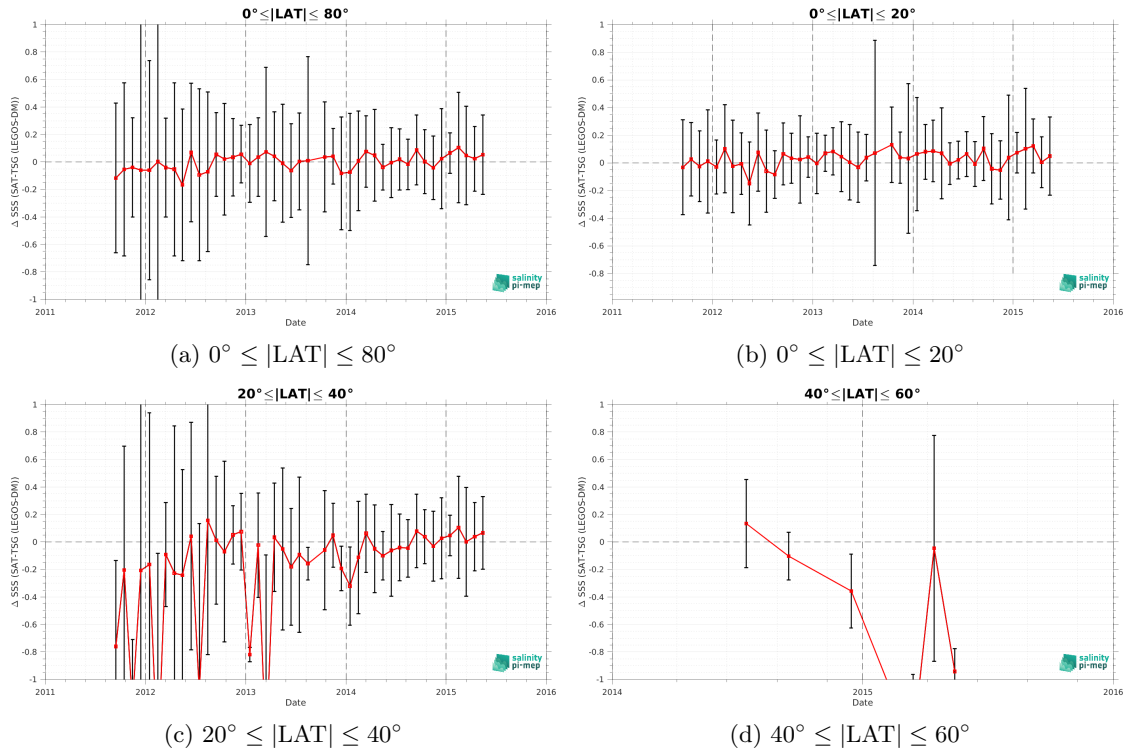 0°≤|LAT|≤ 80°
Δ SSS (SAT-TSG (LEGOS-DM))
1
0.8
0.6
0.4
0.2
0
-0.2
-0.4
-0.6
-0.8
-1
2011 2012 2013 2014 2015 2016
Date
salinity
pi-mep
(a) 0° ≤ |LAT| ≤ 80°
0°≤|LAT|≤ 20°
Δ SSS (SAT-TSG (LEGOS-DM))
1
0.8
0.6
0.4
0.2
0
-0.2
-0.4
-0.6
-0.8
2011 2012 2013 2014 2015 2016
Date
salinity
pi-mep
(b) 0° ≤ |LAT| ≤ 20°
20°≤|LAT|≤ 40°
Δ SSS (SAT-TSG (LEGOS-DM))
1
0.8
0.6
0.4
0.2
0
-0.2
-0.4
-0.6
-0.8
-1
2011 2012 2013 2014 2015 2016
Date
salinity
pi-mep
(c) 20° ≤ |LAT| ≤ 40°
40°≤|LAT|≤ 60°
Δ SSS (SAT-TSG (LEGOS-DM))
1
0.8
0.6
0.4
0.2
0
-0.2
-0.4
-0.6
-0.8
-1
2014 2015 2016
Date
salinity
pi-mep
(d) 40° ≤ |LAT| ≤ 60°